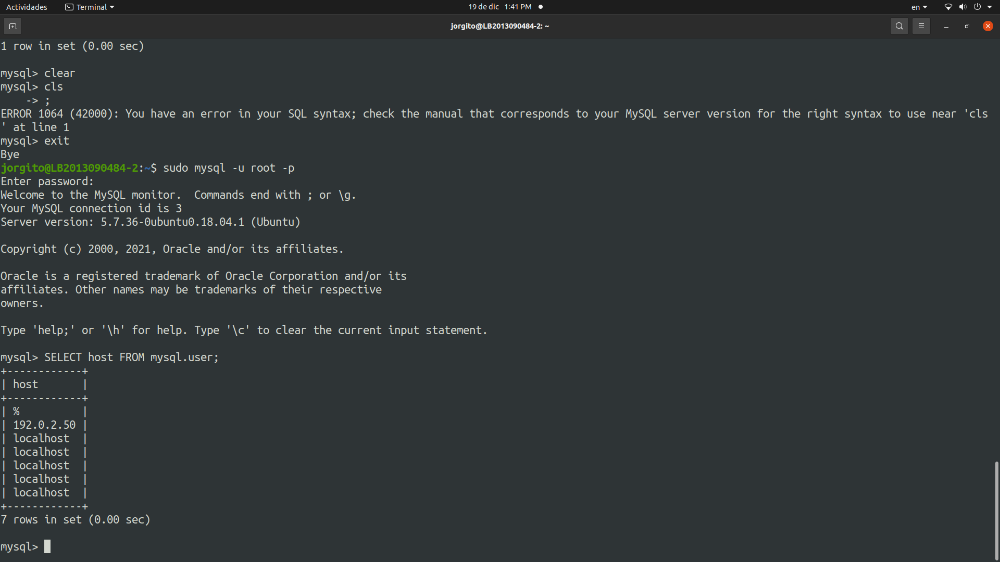 Actividades Terminal 19 de dic 1:41 PM en
jorgito@LB2013090484-2: ~
1 row in set (0.00 sec)

mysql> clear
mysql> cls
    -> ;
ERROR 1064 (42000): You have an error in your SQL syntax; check the manual that corresponds to your MySQL server version for the right syntax to use near 'cls
' at line 1
mysql> exit
Bye
jorgito@LB2013090484-2:~$ sudo mysql -u root -p
Enter password:
Welcome to the MySQL monitor.  Commands end with ; or \g.
Your MySQL connection id is 3
Server version: 5.7.36-0ubuntu0.18.04.1 (Ubuntu)

Copyright (c) 2000, 2021, Oracle and/or its affiliates.

Oracle is a registered trademark of Oracle Corporation and/or its
affiliates. Other names may be trademarks of their respective
owners.

Type 'help;' or '\h' for help. Type '\c' to clear the current input statement.

mysql> SELECT host FROM mysql.user;
+------------+
| host       |
+------------+
| %          |
| 192.0.2.50 |
| localhost  |
| localhost  |
| localhost  |
| localhost  |
| localhost  |
+------------+
7 rows in set (0.00 sec)

mysql>